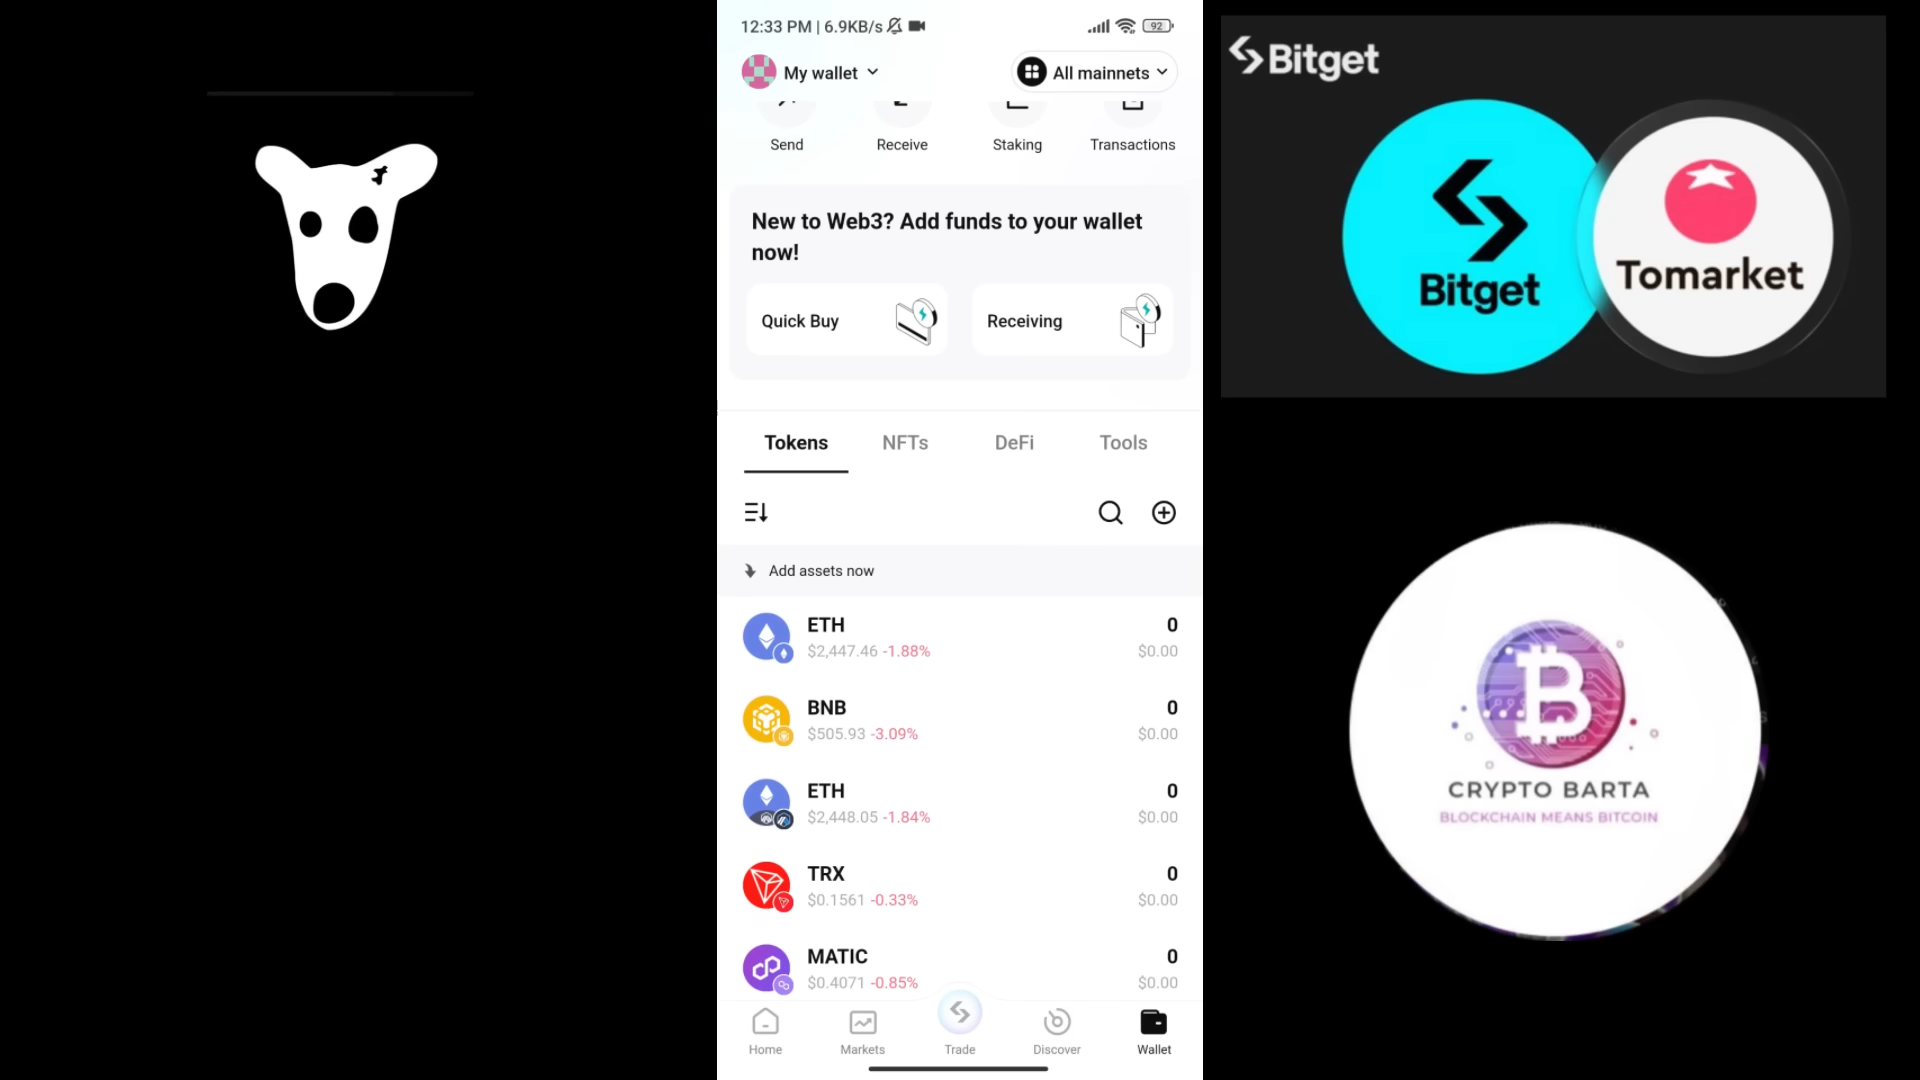 12:33 PM | 6.9KB/s
92
My wallet
All mainnets
Send
Receive
Staking
Transactions
New to Web3? Add funds to your wallet
now!
Quick Buy
Receiving
Tokens
NFTs
DeFi
Tools
Add assets now
ETH
0
$2,447.46 -1.88%
$0.00
BNB
0
$505.93 -3.09%
$0.00
ETH
0
$2,448.05 -1.84%
$0.00
TRX
0
$0.1561 -0.33%
$0.00
MATIC
0
$0.4071 -0.85%
$0.00
Home
Markets
Trade
Discover
Wallet
Bitget
Bitget
Tomarket
CRYPTO BARTA
BLOCKCHAIN MEANS BITCOIN